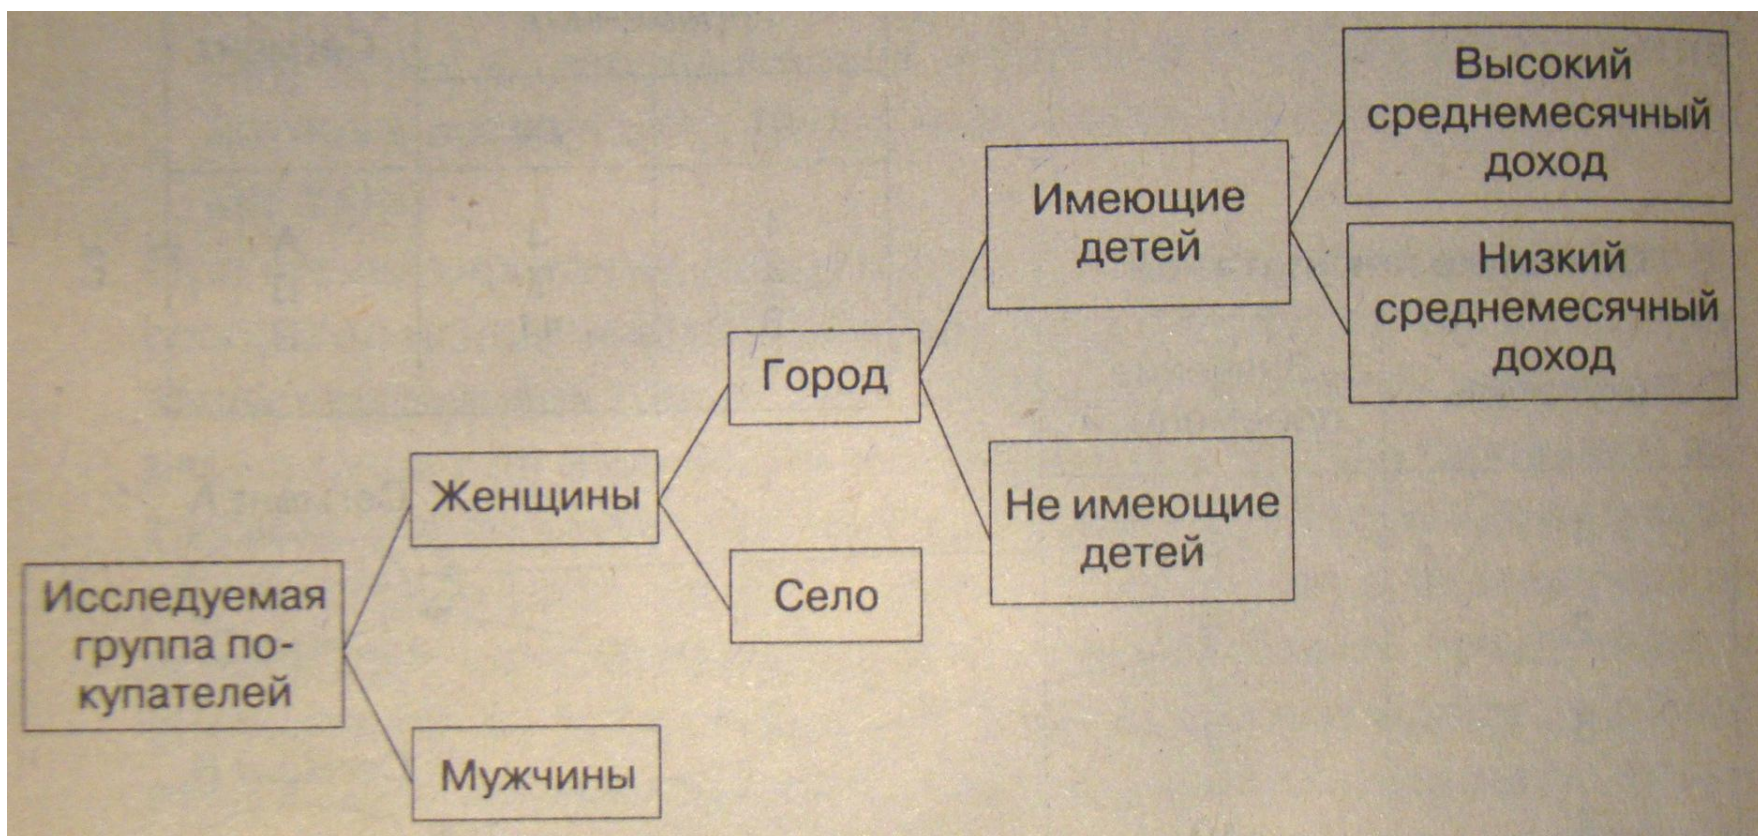 Исследуемая
группа по-
купателей
Женщины
Мужчины
Город
Село
Имеющие
детей
Не имеющие
детей
Высокий
среднемесячный
доход
Низкий
среднемесячный
доход